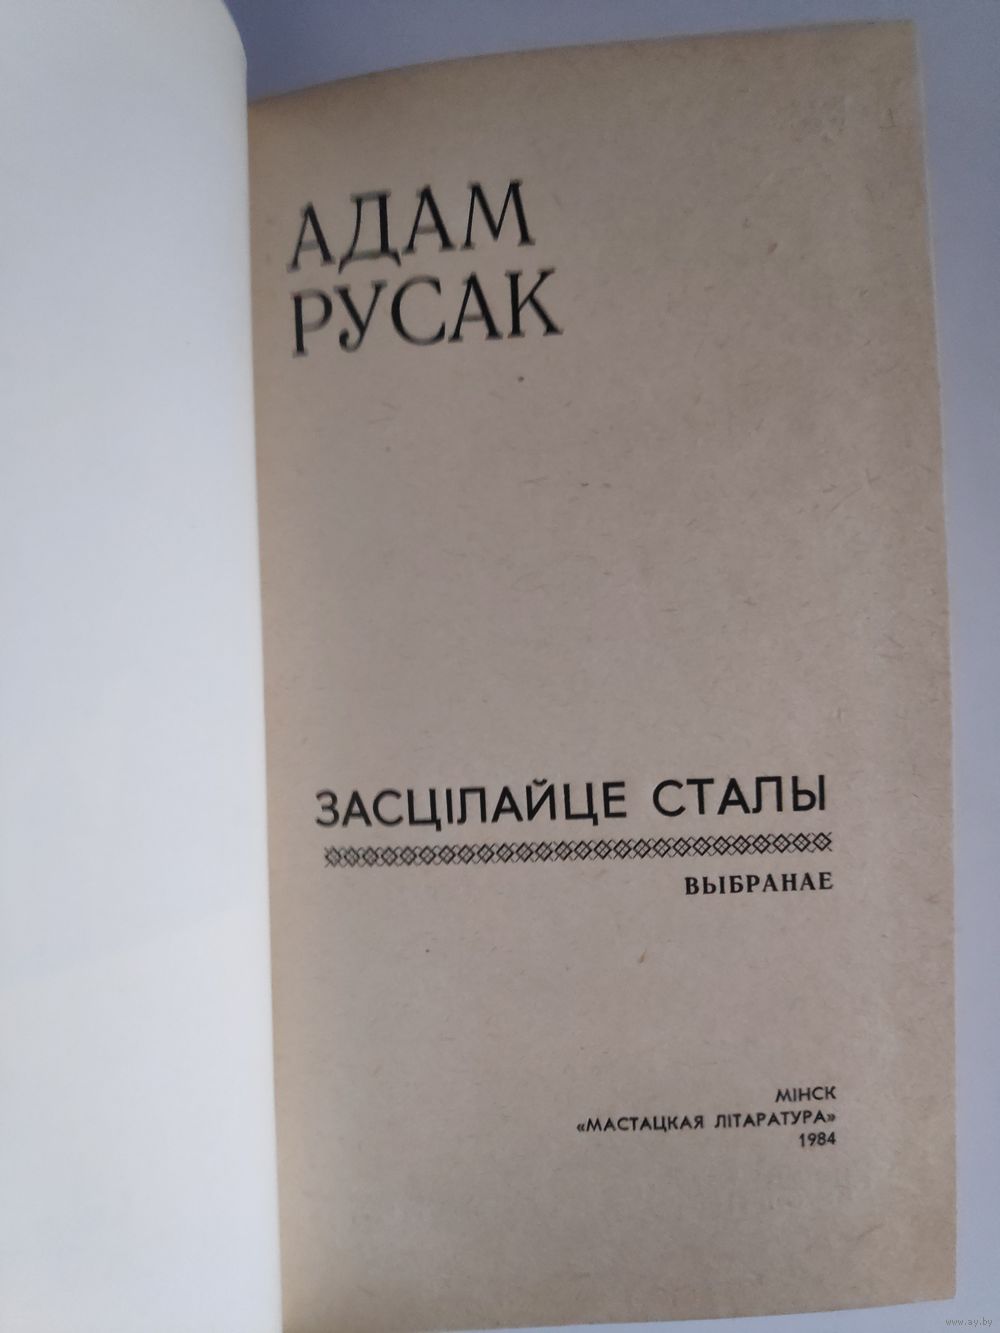 АДАМ
РУСАК
ЗАСЦІЛАЙЦЕ СТАЛЫ
ВЫБРАНАЕ
МІНСК
«МАСТАЦКАЯ ЛІТАРАТУРА»
1984
www.ay.by